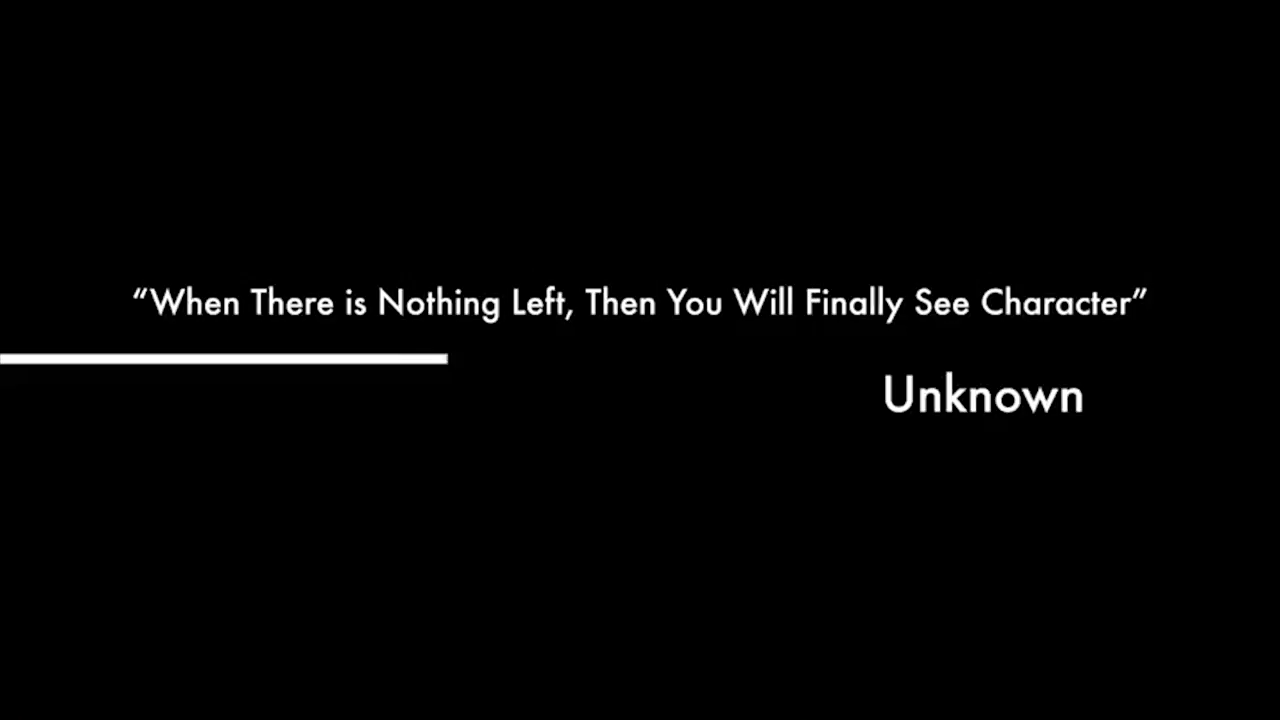 “When There is Nothing Left, Then You Will Finally See Character”
Unknown